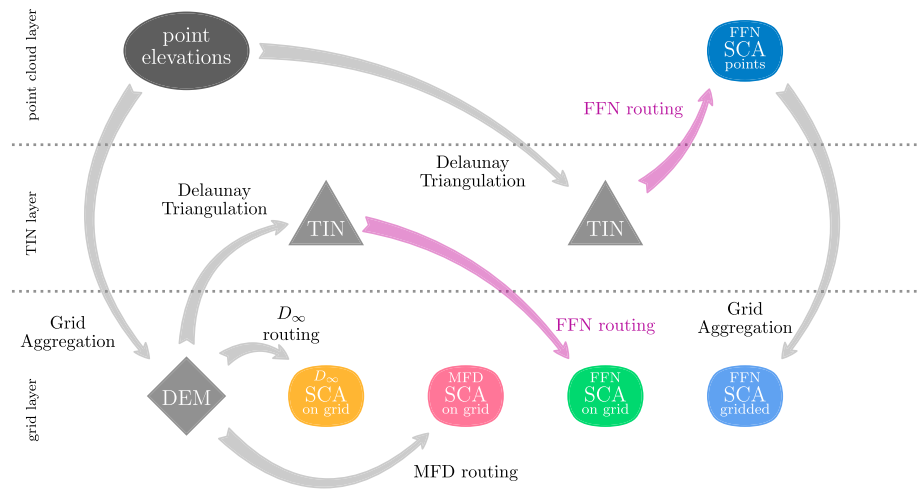 point cloud layer
point
elevations
FFN
SCA
points
FFN routing
TIN layer
Delaunay
Triangulation
Delaunay
Triangulation
TIN
TIN
grid layer
Grid
Aggregation
D∞
routing
FFN routing
Grid
Aggregation
DEM
D∞
SCA
on grid
MFD
SCA
on grid
FFN
SCA
on grid
FFN
SCA
gridded
MFD routing